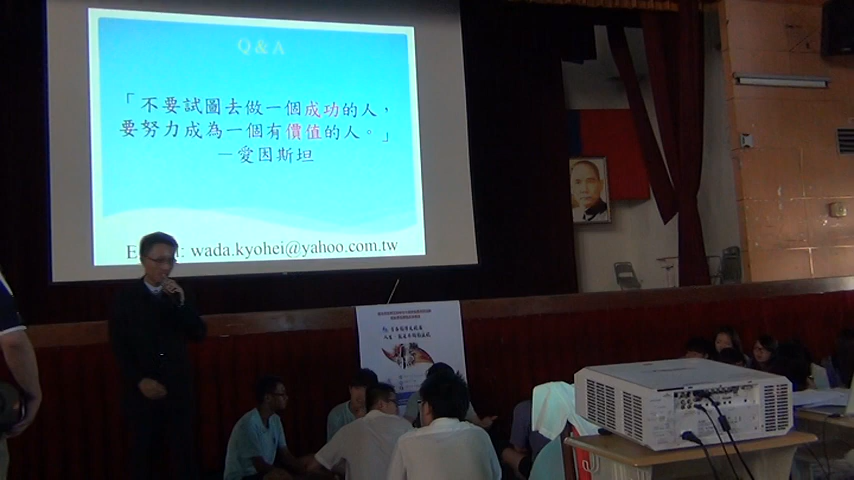 Q & A
「不要試圖去做一個成功的人，
要努力成為一個有價值的人。」
－愛因斯坦
wada.kyohei@yahoo.com.tw